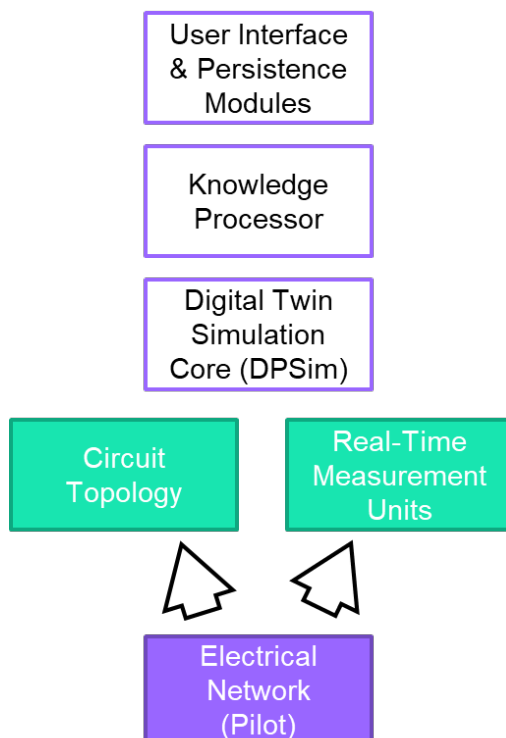 User Interface
& Persistence
Modules
Knowledge
Processor
Digital Twin
Simulation
Core (DPSim)
Circuit
Topology
Real-Time
Measurement
Units
Electrical
Network
(Pilot)